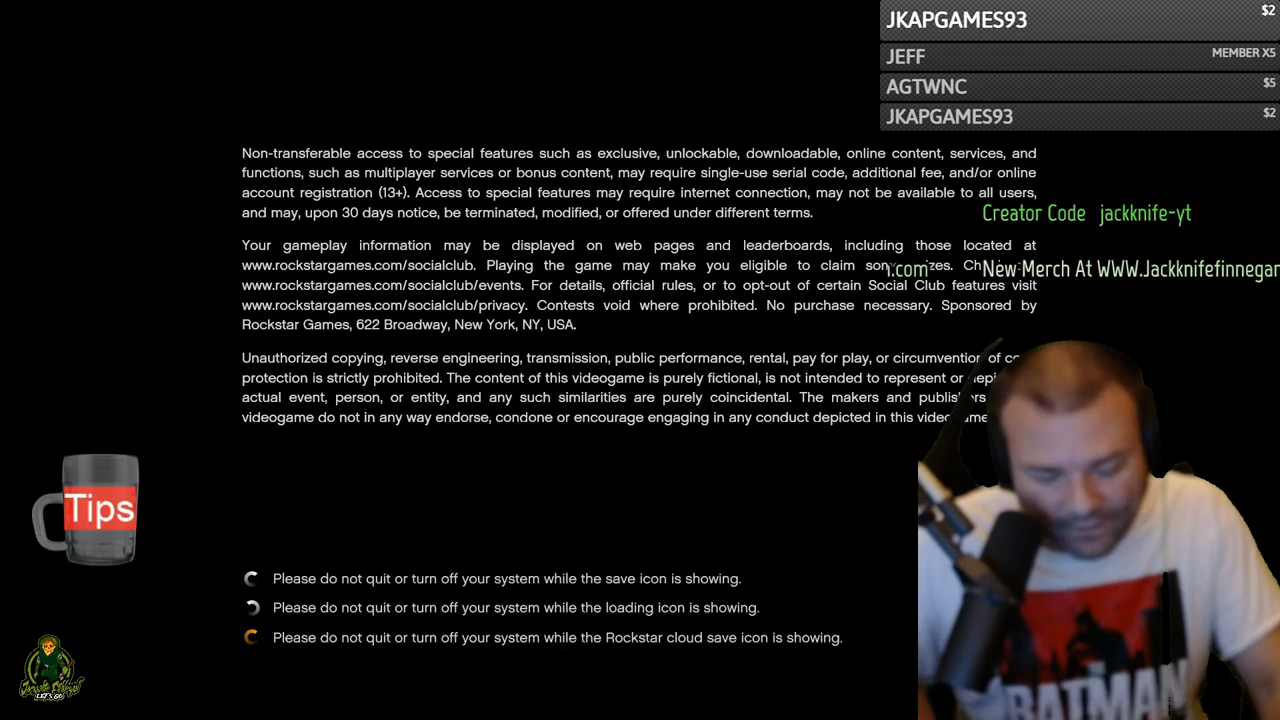 JKAPGAMES93 $2
JEFF MEMBER X5
AGTWNC $5
JKAPGAMES93 $2
Non-transferable access to special features such as exclusive, unlockable, downloadable, online content, services, and
functions, such as multiplayer services or bonus content, may require single-use serial code, additional fee, and/or online
account registration (13+). Access to special features may require internet connection, may not be available to all users,
and may, upon 30 days notice, be terminated, modified, or offered under different terms.
Creator Code jackknife-yt
Your gameplay information may be displayed on web pages and leaderboards, including those located at
www.rockstargames.com/socialclub. Playing the game may make you eligible to claim
i.com New Merch At WWW.Jackknifefinnegan
www.rockstargames.com/socialclub/events. For details, official rules, or to opt-out of certain Social Club features visit
www.rockstargames.com/socialclub/privacy. Contests void where prohibited. No purchase necessary. Sponsored by
Rockstar Games, 622 Broadway, New York, NY, USA.
Unauthorized copying, reverse engineering, transmission, public performance, rental, pay for play, or circumvention of
protection is strictly prohibited. The content of this videogame is purely fictional, is not intended to represent or
actual event, person, or entity, and any such similarities are purely coincidental. The makers and
videogame do not in any way endorse, condone or encourage engaging in any conduct depicted in this
Tips
Please do not quit or turn off your system while the save icon is showing.
Please do not quit or turn off your system while the loading icon is showing.
Please do not quit or turn off your system while the Rockstar cloud save icon is showing.
LET'S GO
BATMAN